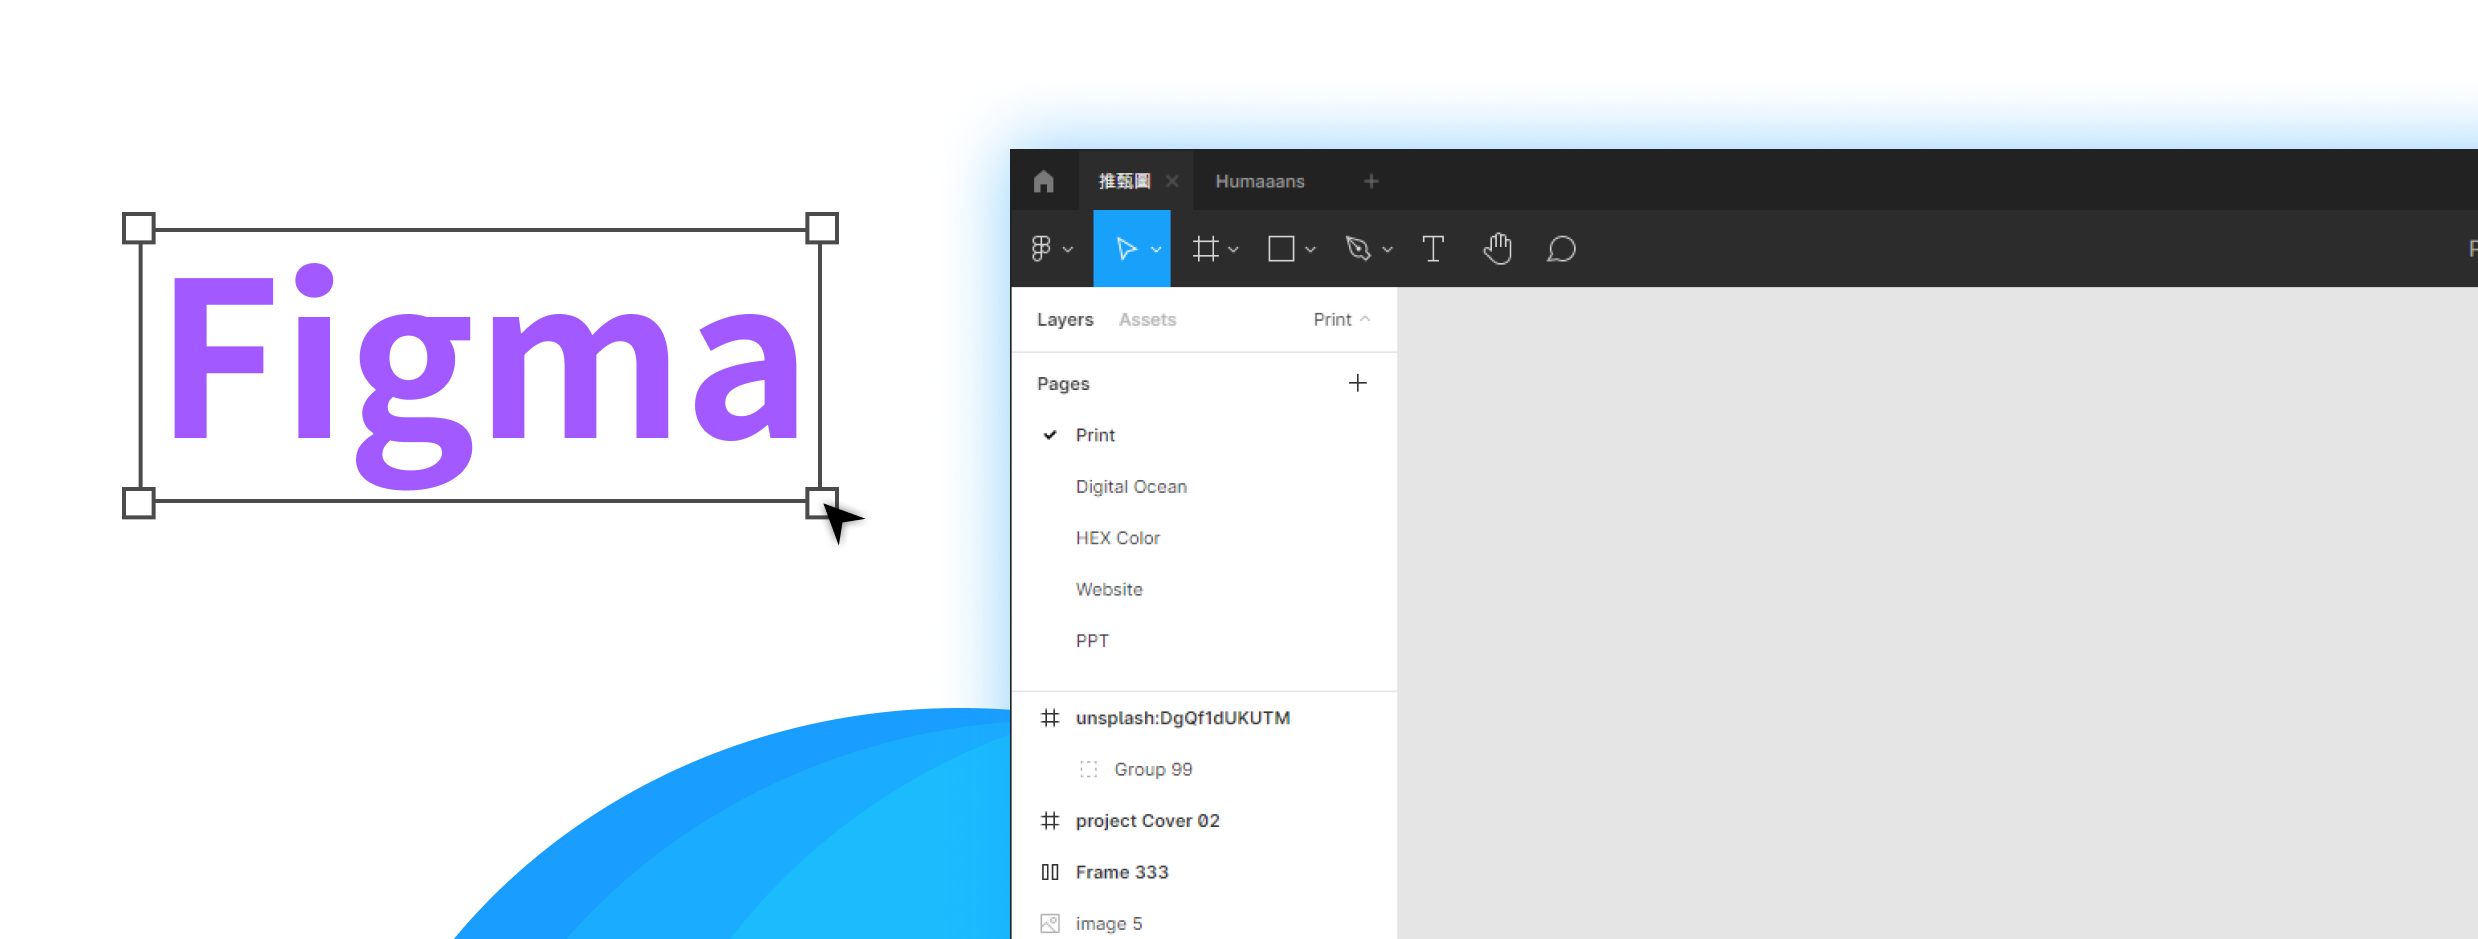 Figma
推甄圖
Humaaans
Layers Assets Print
Pages
Print
Digital Ocean
HEX Color
Website
PPT
unsplash:DgQf1dUKUTM
Group 99
project Cover 02
Frame 333
image 5